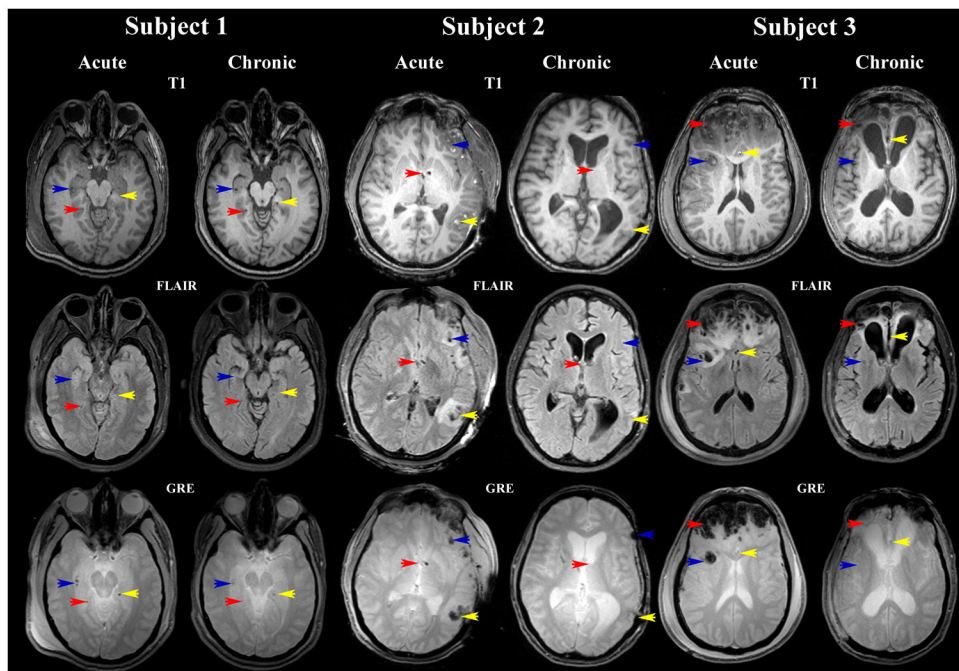 Subject 1 Subject 2 Subject 3
Acute Chronic Acute Chronic Acute Chronic
T1 T1 T1
FLAIR FLAIR FLAIR
GRE GRE GRE